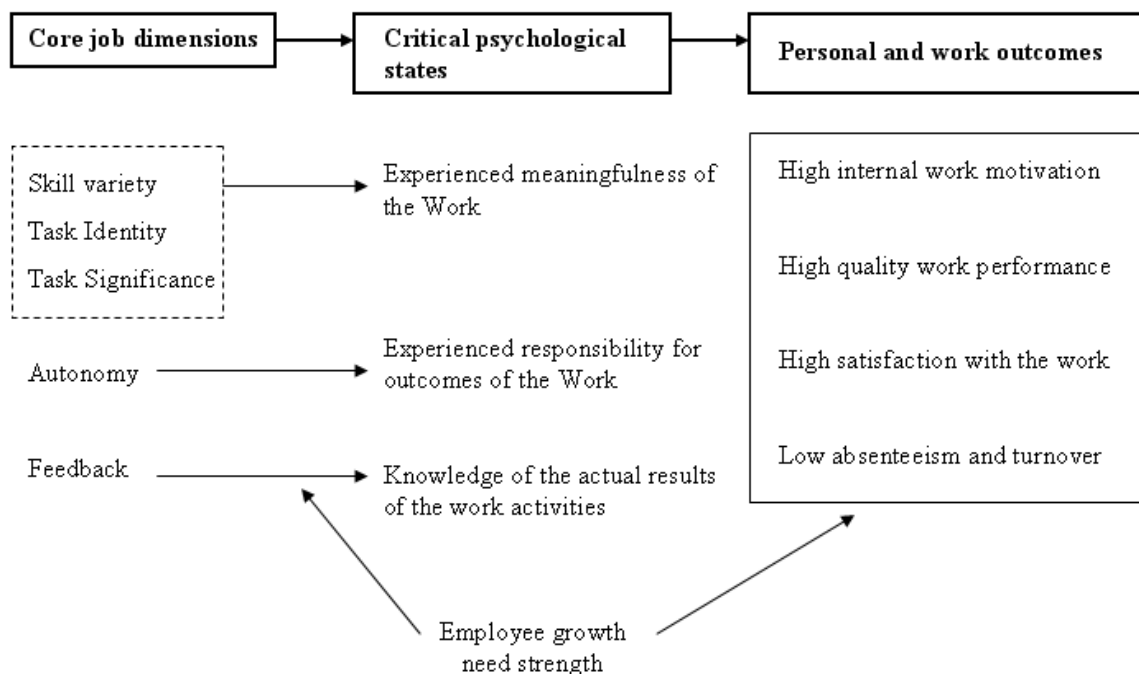 Core job dimensions
Critical psychological
states
Personal and work outcomes
Skill variety
Task Identity
Task Significance
Experienced meaningfulness of
the Work
High internal work motivation
High quality work performance
Autonomy
Experienced responsibility for
outcomes of the Work
High satisfaction with the work
Feedback
Knowledge of the actual results
of the work activities
Low absenteeism and turnover
Employee growth
need strength